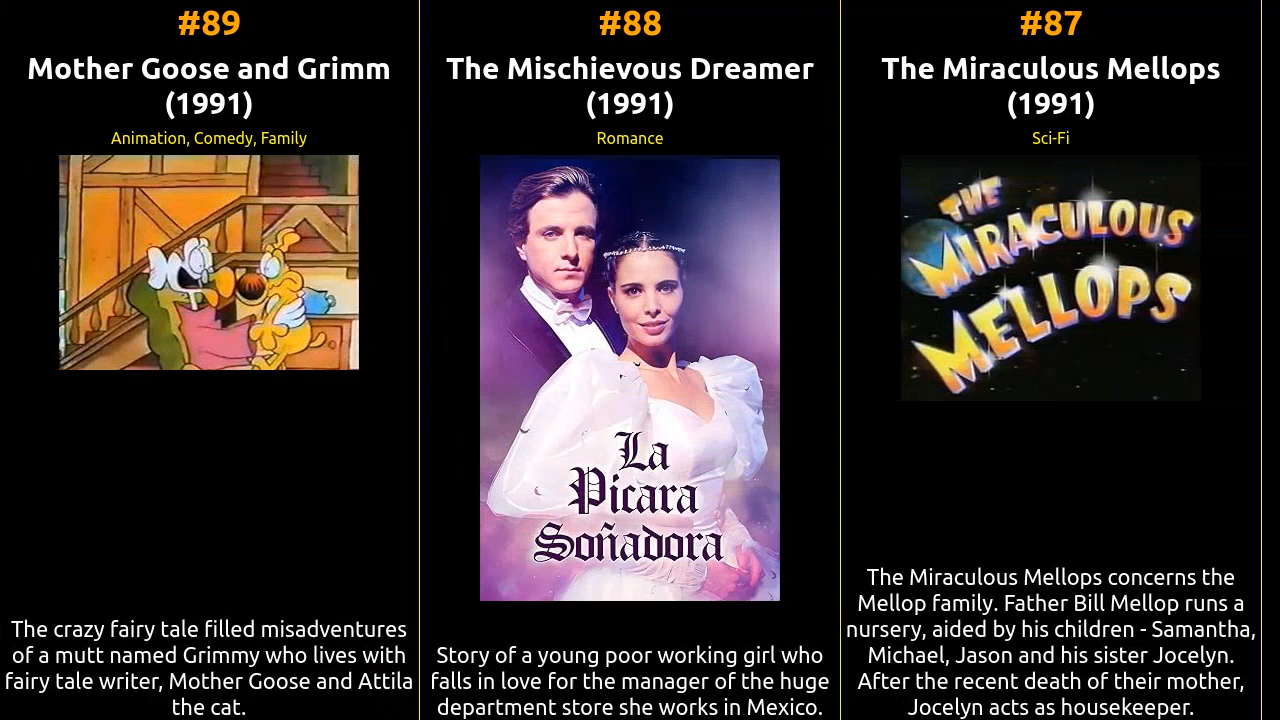 #89
Mother Goose and Grimm
(1991)
Animation, Comedy, Family
The crazy fairy tale filled misadventures
of a mutt named Grimmy who lives with
fairy tale writer, Mother Goose and Attila
the cat.
#88
The Mischievous Dreamer
(1991)
Romance
La
Pícara
Soñadora
Story of a young poor working girl who
falls in love for the manager of the huge
department store she works in Mexico.
#87
The Miraculous Mellops
(1991)
Sci-Fi
THE
MIRACULOUS
MELLOPS
The Miraculous Mellops concerns the
Mellop family. Father Bill Mellop runs a
nursery, aided by his children - Samantha,
Michael, Jason and his sister Jocelyn.
After the recent death of their mother,
Jocelyn acts as housekeeper.